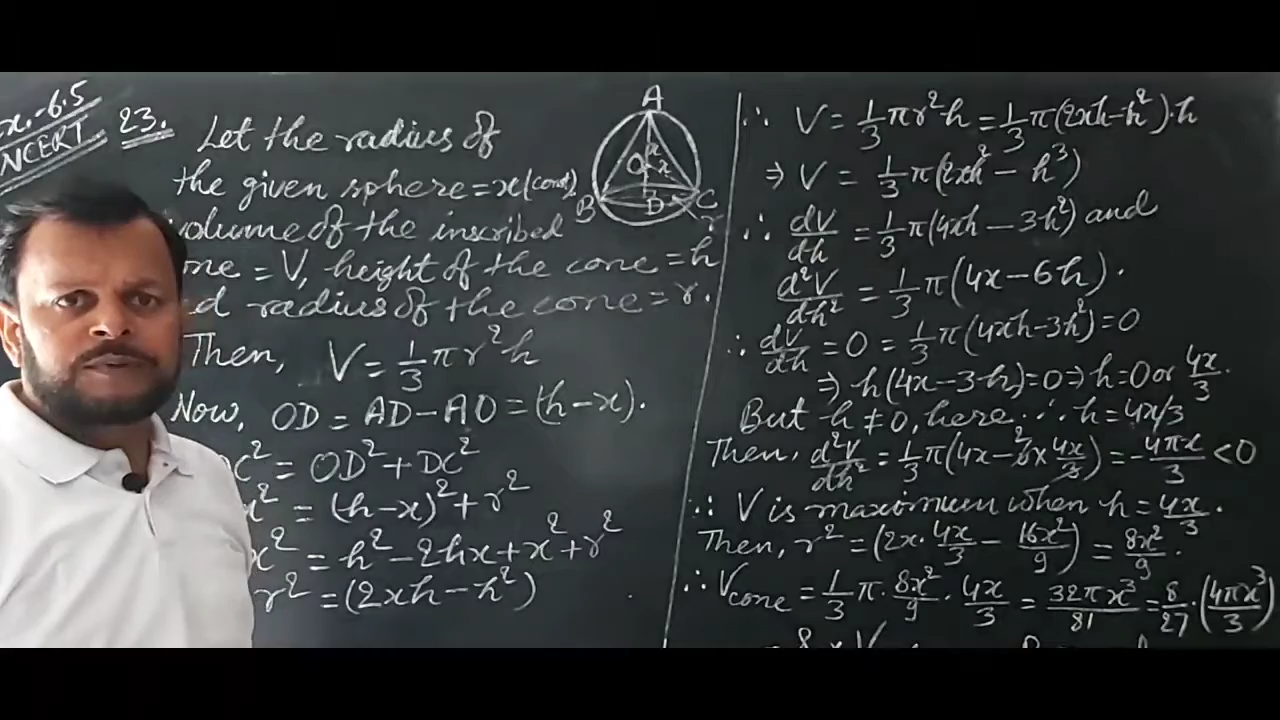 x.-6.5
NCERT
23. Let the radius of
the given sphere = x (const)
volume of the inscribed
ne = V, height of the cone = h
d radius of the cone = r.
Then, V = 1/3 πr²h
Now, OD = AD - AO = (h-x).
C² = OD² + DC²
x² = (h-x)² + r²
x² = h² - 2hx + x² + r²
r² = (2xh - h²)
A
O
x
x
B
D
C
r
∴ V = 1/3 πr²h = 1/3 π(2xh-h²)·h
⇒ V = 1/3 π(2xh² - h³)
∴ dV/dh = 1/3 π(4xh - 3h²) and
d²V/dh² = 1/3 π(4x - 6h).
∴ dV/dh = 0 = 1/3 π(4xh-3h²) = 0
⇒ h(4x-3h) = 0 ⇒ h = 0 or 4x/3.
But h ≠ 0, here ∴ h = 4x/3
Then, d²V/dh² = 1/3 π(4x - 6² × 4x/3) = -4πx/3 < 0
∴ V is maximum when h = 4x/3.
Then, r² = (2x·4x/3 - 16x²/9) = 8x²/9.
∴ Vcone = 1/3 π · 8x²/9 · 4x/3 = 32πx³/81 = 8/27 · (4πx³/3)